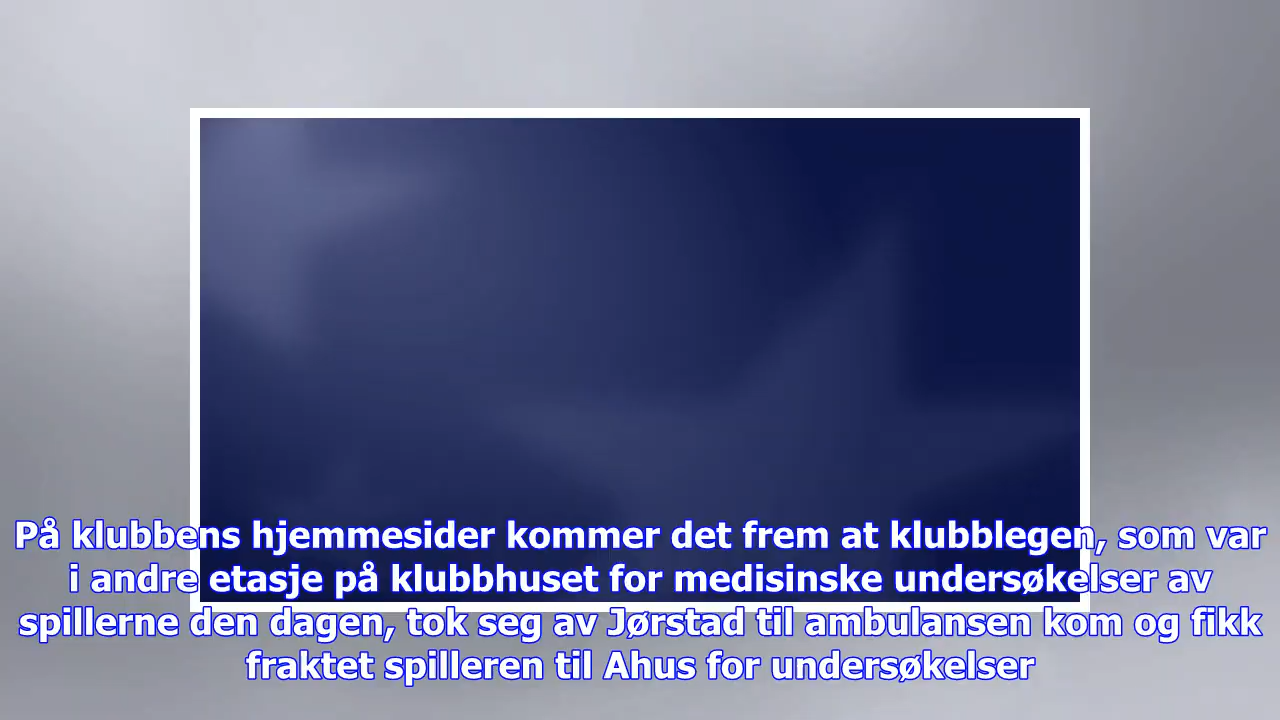 På klubbens hjemmesider kommer det frem at klubblegen, som var
i andre etasje på klubbhuset for medisinske undersøkelser av
spillerne den dagen, tok seg av Jørstad til ambulansen kom og fikk
fraktet spilleren til Ahus for undersøkelser